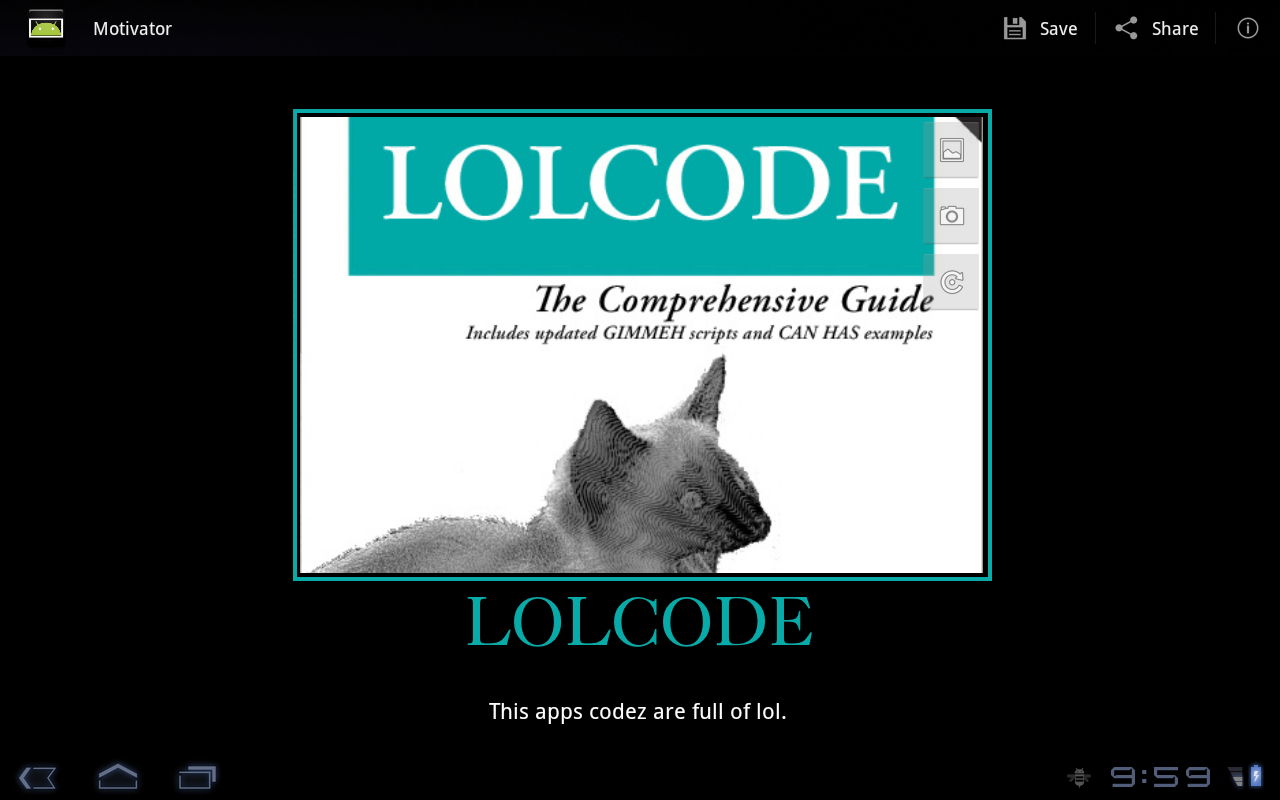 Motivator
Save
Share
LOLCODE
The Comprehensive Guide
Includes updated GIMMEH scripts and CAN HAS examples
LOLCODE
This apps codez are full of lol.
9:59